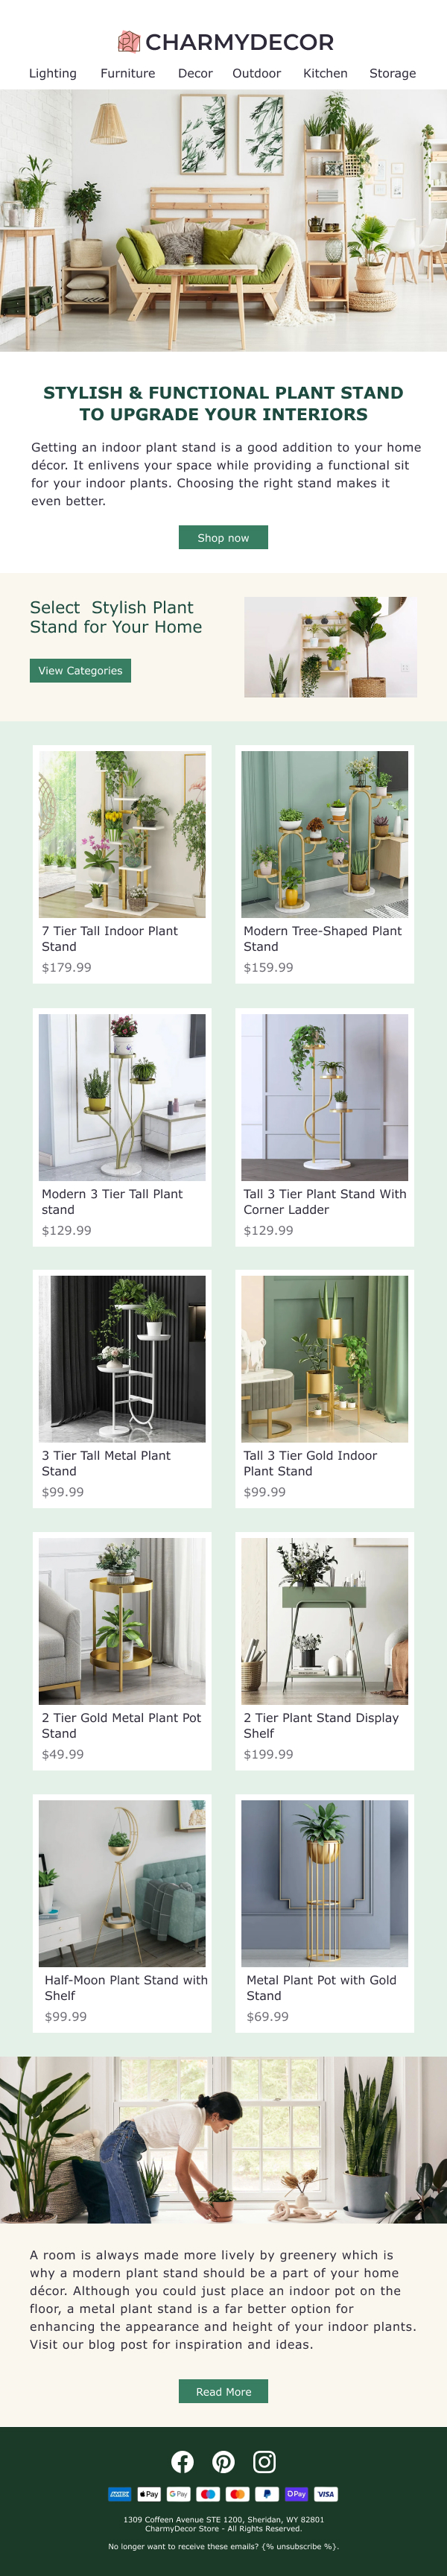 CHARMYDECOR
Lighting Furniture Decor Outdoor Kitchen Storage
STYLISH & FUNCTIONAL PLANT STAND
TO UPGRADE YOUR INTERIORS
Getting an indoor plant stand is a good addition to your home
décor. It enlivens your space while providing a functional sit
for your indoor plants. Choosing the right stand makes it
even better.
Shop now
Select Stylish Plant
Stand for Your Home
View Categories
7 Tier Tall Indoor Plant
Stand
$179.99
Modern Tree-Shaped Plant
Stand
$159.99
Modern 3 Tier Tall Plant
stand
$129.99
Tall 3 Tier Plant Stand With
Corner Ladder
$129.99
3 Tier Tall Metal Plant
Stand
$99.99
Tall 3 Tier Gold Indoor
Plant Stand
$99.99
2 Tier Gold Metal Plant Pot
Stand
$49.99
2 Tier Plant Stand Display
Shelf
$199.99
Half-Moon Plant Stand with
Shelf
$99.99
Metal Plant Pot with Gold
Stand
$69.99
A room is always made more lively by greenery which is
why a modern plant stand should be a part of your home
décor. Although you could just place an indoor pot on the
floor, a metal plant stand is a far better option for
enhancing the appearance and height of your indoor plants.
Visit our blog post for inspiration and ideas.
Read More
Pay G Pay DPay VISA
1309 Coffeen Avenue STE 1200, Sheridan, WY 82801
CharmyDecor Store - All Rights Reserved.
No longer want to receive these emails? {% unsubscribe %}.